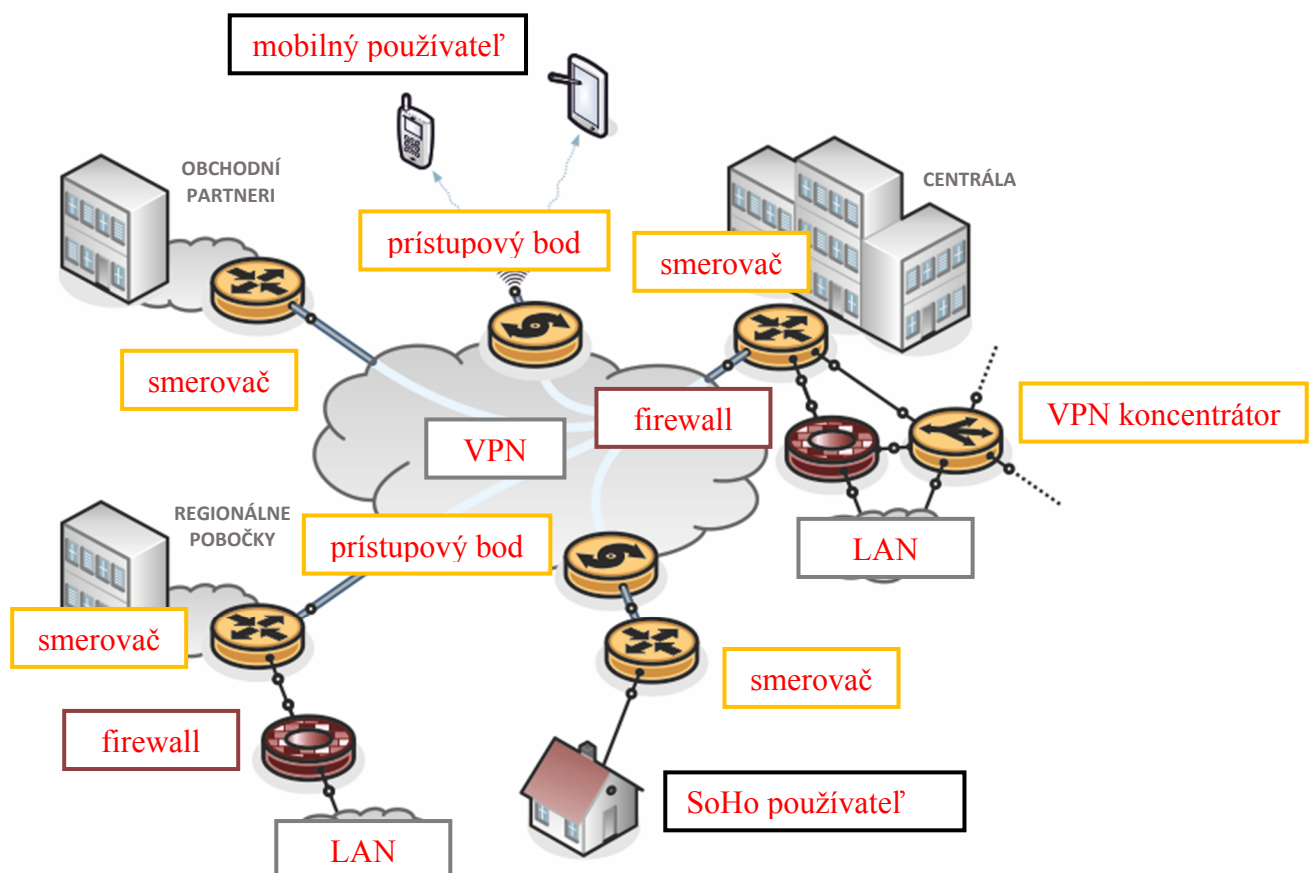 mobilný používateľ
OBCHODNÍ
PARTNERI
CENTRÁLA
prístupový bod
smerovač
smerovač
firewall
VPN koncentrátor
VPN
REGIONÁLNE
POBOČKY
prístupový bod
LAN
smerovač
smerovač
firewall
SoHo používateľ
LAN